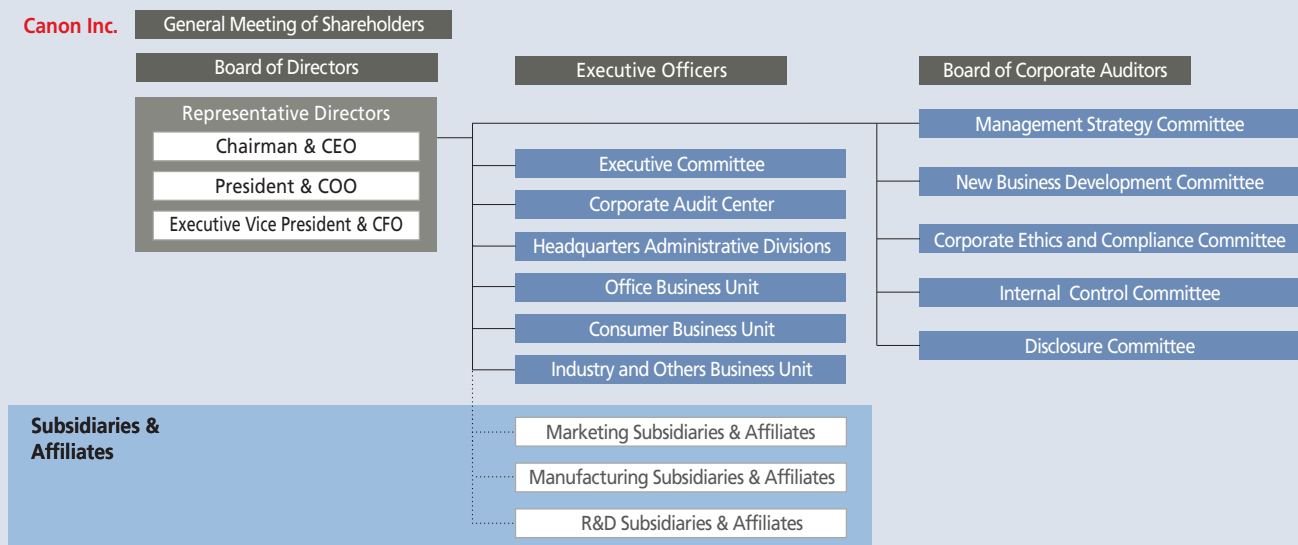 Canon Inc.
General Meeting of Shareholders
Board of Directors
Representative Directors
Chairman & CEO
President & COO
Executive Vice President & CFO
Executive Officers
Executive Committee
Corporate Audit Center
Headquarters Administrative Divisions
Office Business Unit
Consumer Business Unit
Industry and Others Business Unit
Board of Corporate Auditors
Management Strategy Committee
New Business Development Committee
Corporate Ethics and Compliance Committee
Internal Control Committee
Disclosure Committee
Subsidiaries &
Affiliates
Marketing Subsidiaries & Affiliates
Manufacturing Subsidiaries & Affiliates
R&D Subsidiaries & Affiliates